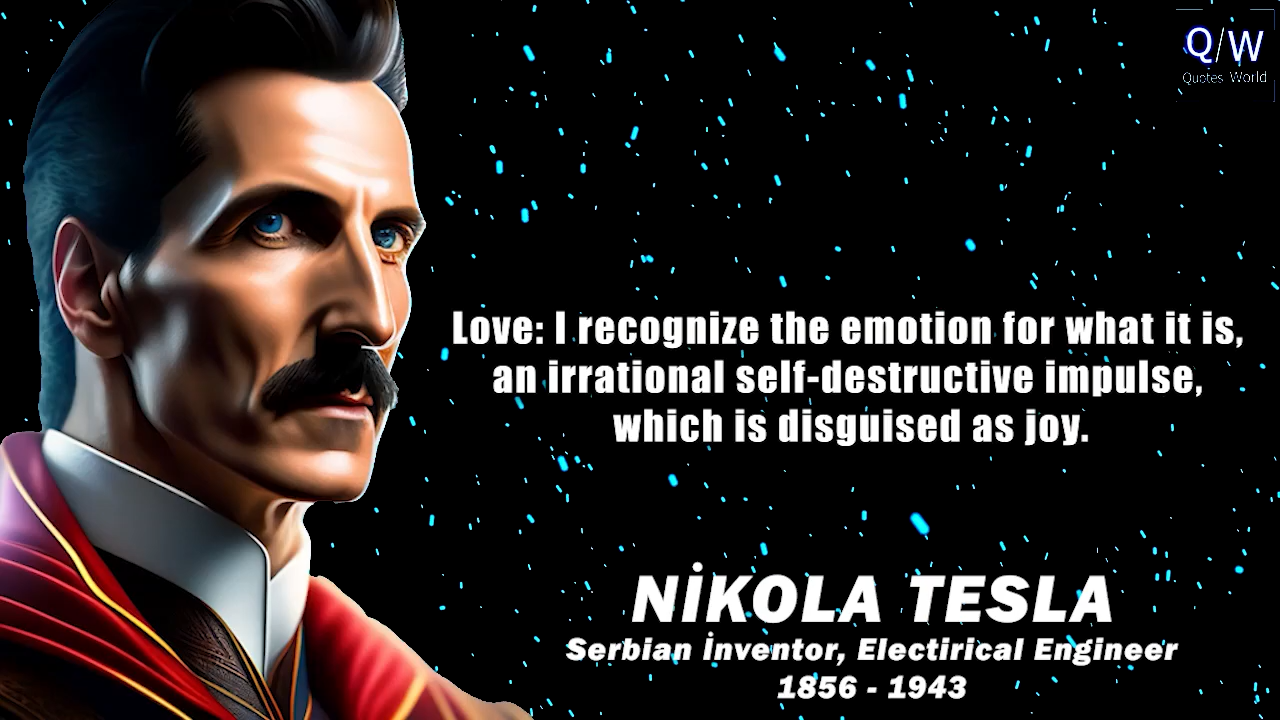 Q/W
Quotes World
Love: I recognize the emotion for what it is,
an irrational self-destructive impulse,
which is disguised as joy.
NİKOLA TESLA
Serbian İnventor, Electirical Engineer
1856 - 1943